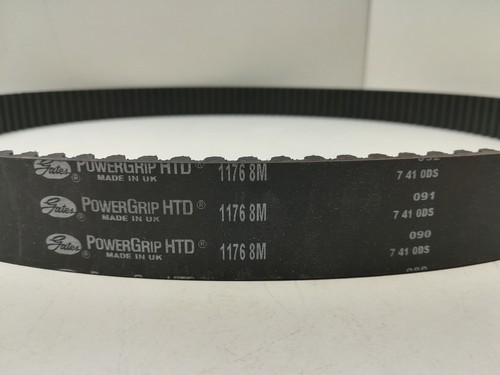 Gates POWERGRIP HTD® 1176 8M
MADE IN UK
7 41 0DS
091
Gates POWERGRIP HTD® 1176 8M
MADE IN UK
7 41 0DS
090
Gates POWERGRIP HTD® 1176 8M
MADE IN UK
7 41 0DS